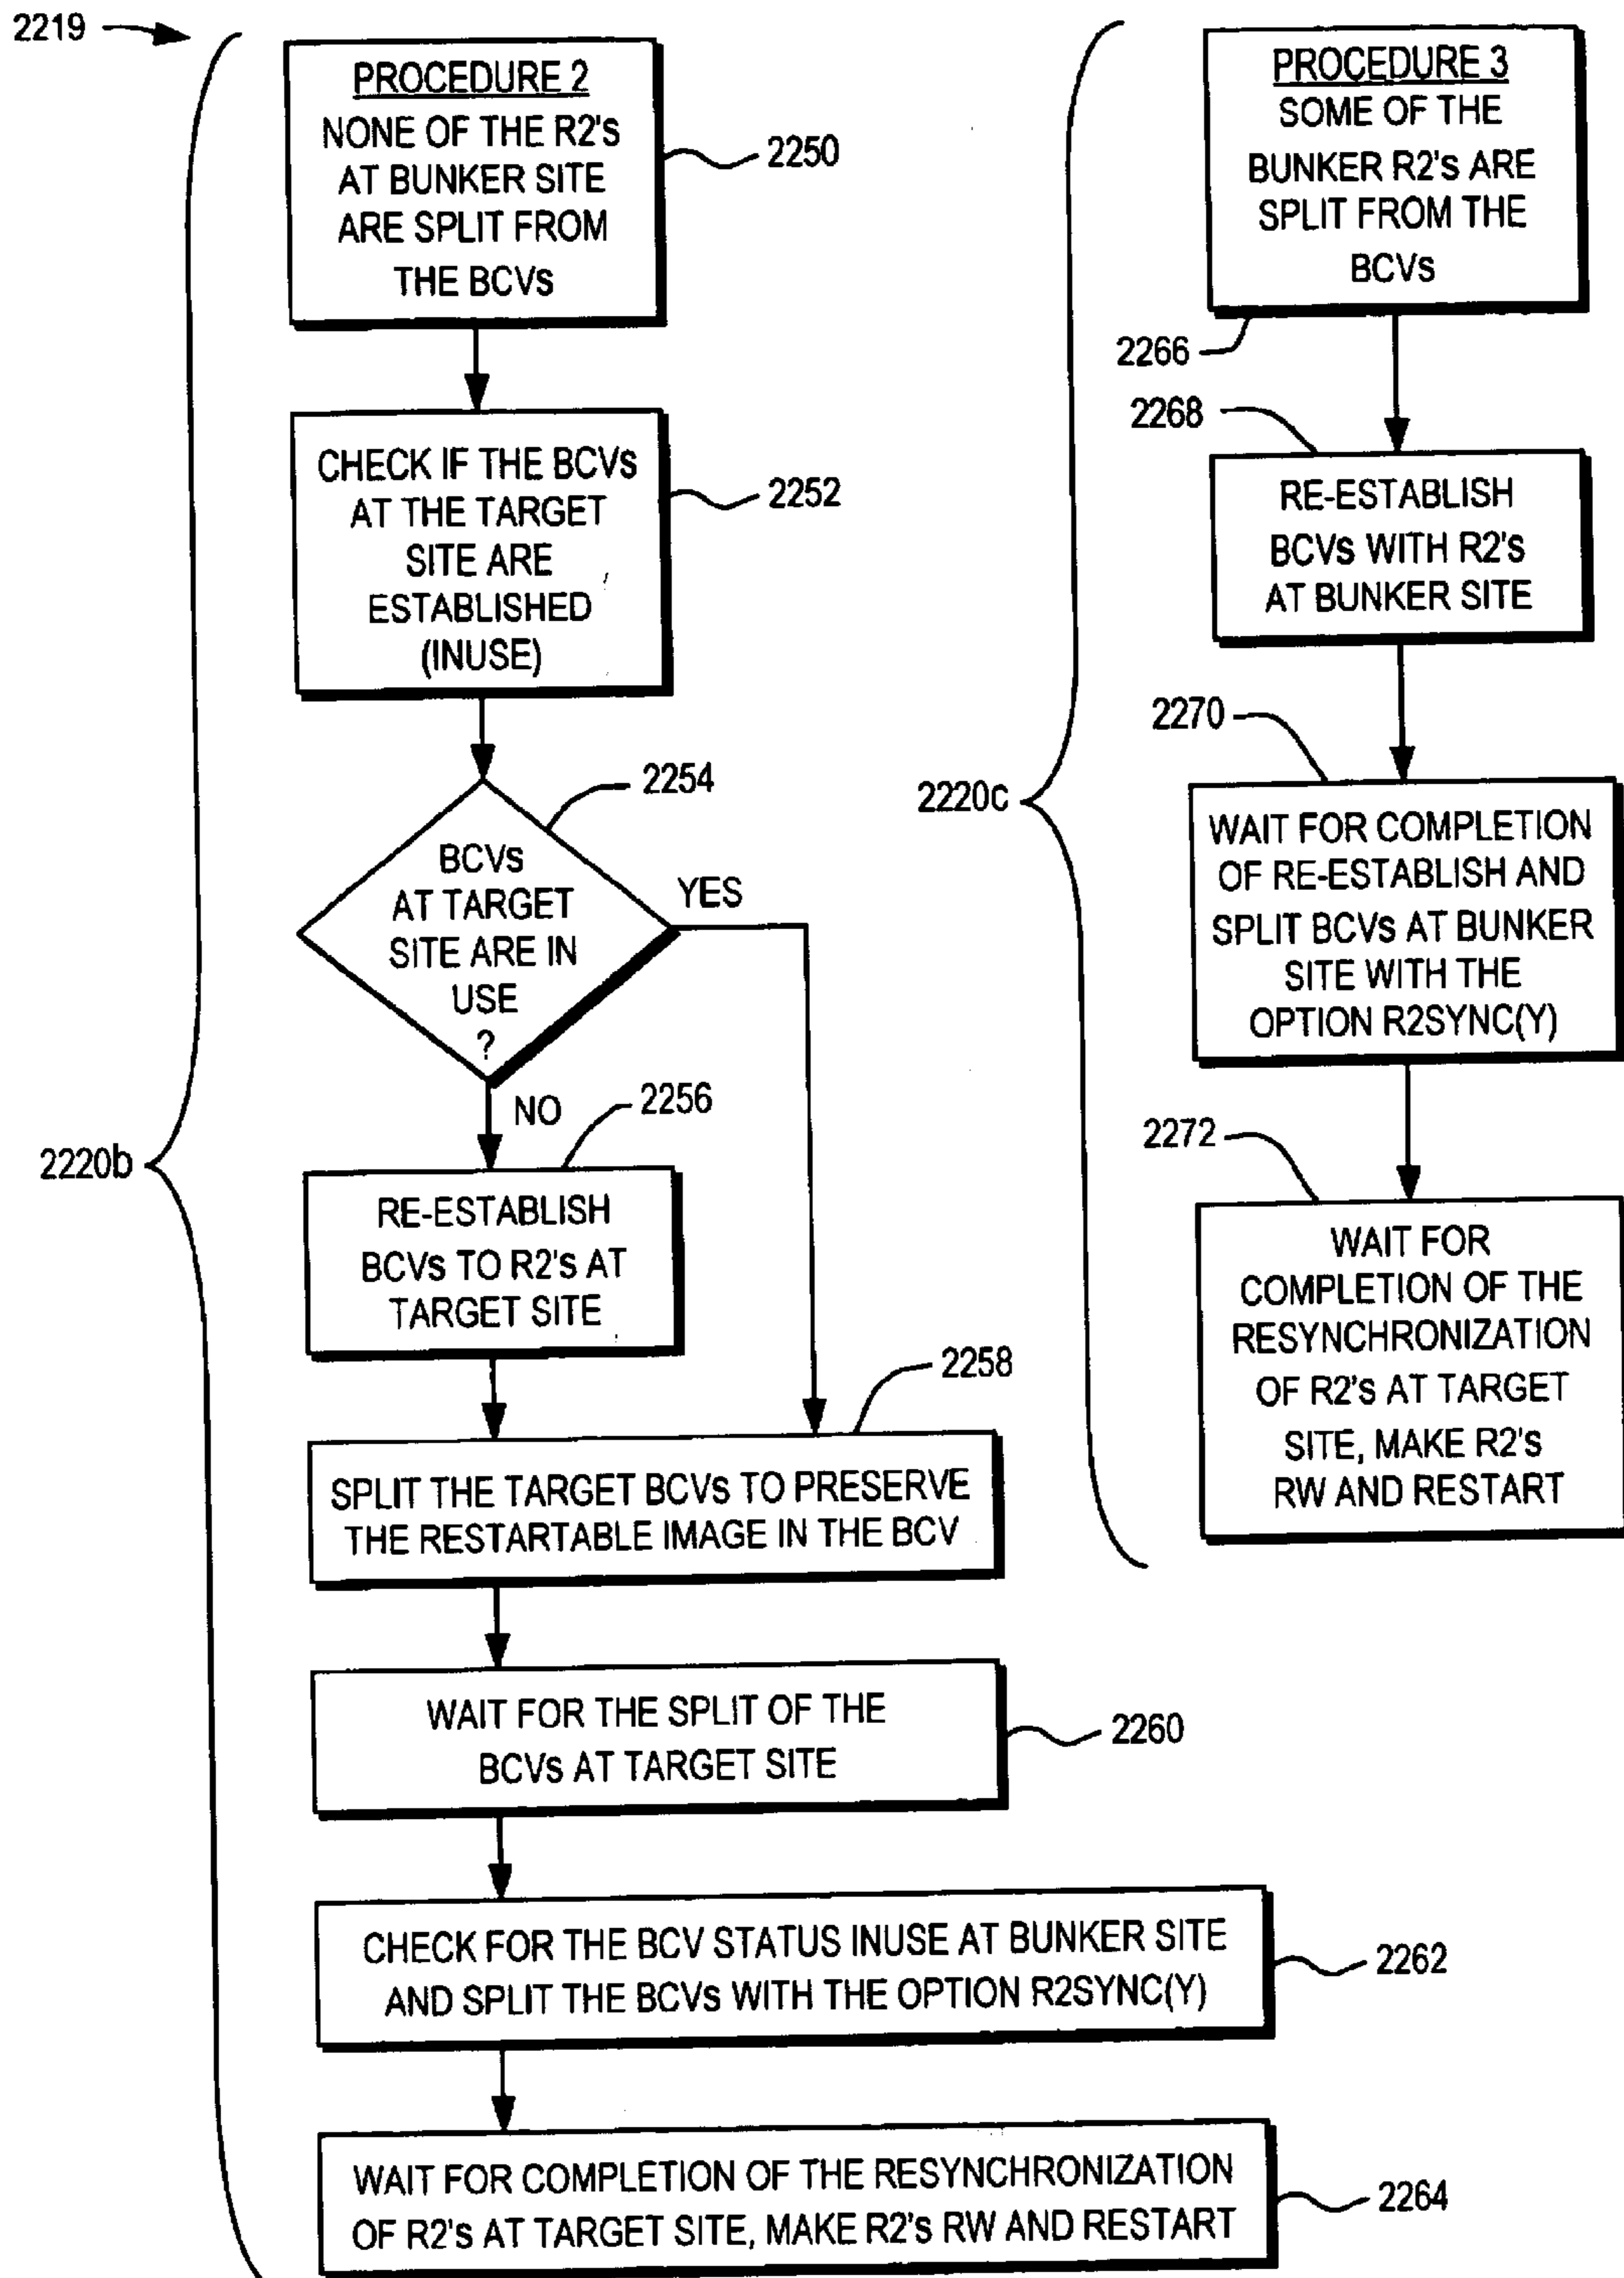 2219
PROCEDURE 2
NONE OF THE R2's
AT BUNKER SITE
ARE SPLIT FROM
THE BCVs
2250
CHECK IF THE BCVs
AT THE TARGET
SITE ARE
ESTABLISHED
(INUSE)
2252
2254
BCVs
AT TARGET
SITE ARE IN
USE
?
YES
NO
2256
2220b
RE-ESTABLISH
BCVs TO R2's AT
TARGET SITE
2258
SPLIT THE TARGET BCVs TO PRESERVE
THE RESTARTABLE IMAGE IN THE BCV
WAIT FOR THE SPLIT OF THE
BCVs AT TARGET SITE
2260
CHECK FOR THE BCV STATUS INUSE AT BUNKER SITE
AND SPLIT THE BCVs WITH THE OPTION R2SYNC(Y)
2262
WAIT FOR COMPLETION OF THE RESYNCHRONIZATION
OF R2's AT TARGET SITE, MAKE R2's RW AND RESTART
2264
PROCEDURE 3
SOME OF THE
BUNKER R2's ARE
SPLIT FROM THE
BCVs
2266
2268
RE-ESTABLISH
BCVs WITH R2's
AT BUNKER SITE
2270
2220c
WAIT FOR COMPLETION
OF RE-ESTABLISH AND
SPLIT BCVs AT BUNKER
SITE WITH THE
OPTION R2SYNC(Y)
2272
WAIT FOR
COMPLETION OF THE
RESYNCHRONIZATION
OF R2's AT TARGET
SITE, MAKE R2's
RW AND RESTART